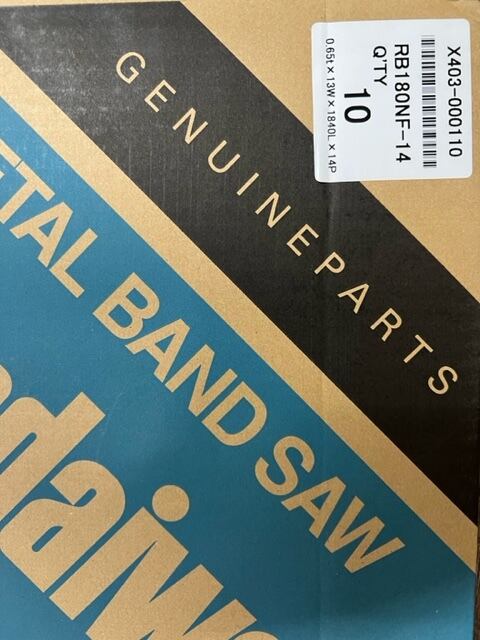 X403-000110
RB180NF-14
Q'TY
10
0.65t×13W×1840L×14P
GENUINEPARTS
ETAL BAND SAW
daiw